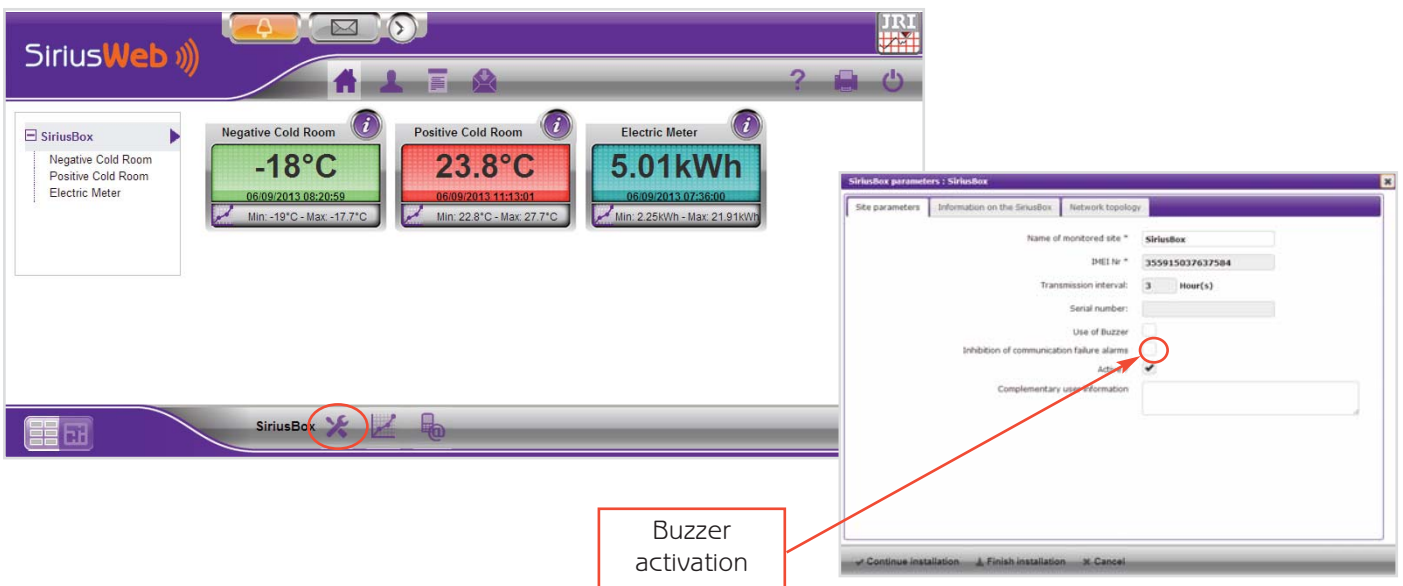 JRI
SiriusWeb
?
SiriusBox
Negative Cold Room
Positive Cold Room
Electric Meter
Negative Cold Room
i
-18°C
06/09/2013 08:20:59
Min: -19°C - Max: -17.7°C
Positive Cold Room
i
23.8°C
06/09/2013 11:13:01
Min: 22.8°C - Max: 27.7°C
Electric Meter
i
5.01kWh
06/09/2013 07:36:00
Min: 2.25kWh - Max: 21.91kWh
SiriusBox
SiriusBox parameters : SiriusBox
Site parameters
Information on the SiriusBox
Network topology
Name of monitored site *
SiriusBox
IMEI Nr *
355915037637584
Transmission interval:
3 Hour(s)
Serial number:
Use of Buzzer
Inhibition of communication failure alarms
Complementary user information
Continue installation
Finish installation
Cancel
Buzzer
activation